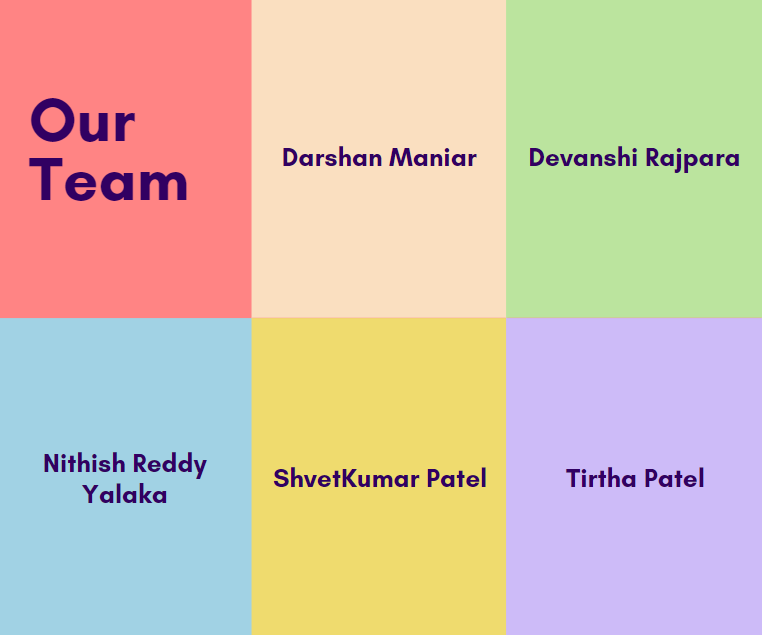 Our
Team
Darshan Maniar
Devanshi Rajpara
Nithish Reddy
Yalaka
ShvetKumar Patel
Tirtha Patel